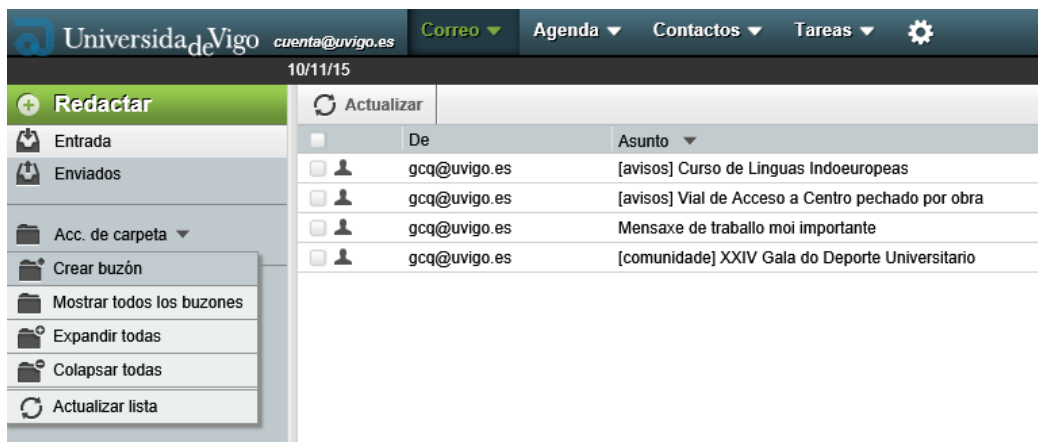 UniversidadeVigo cuenta@uvigo.es Correo Agenda Contactos Tareas
10/11/15
Redactar
Actualizar
Entrada
De Asunto
Enviados
gcq@uvigo.es [avisos] Curso de Linguas Indoeuropeas
gcq@uvigo.es [avisos] Vial de Acceso a Centro pechado por obra
gcq@uvigo.es Mensaxe de traballo moi importante
gcq@uvigo.es [comunidade] XXIV Gala do Deporte Universitario
Acc. de carpeta
Crear buzón
Mostrar todos los buzones
Expandir todas
Colapsar todas
Actualizar lista